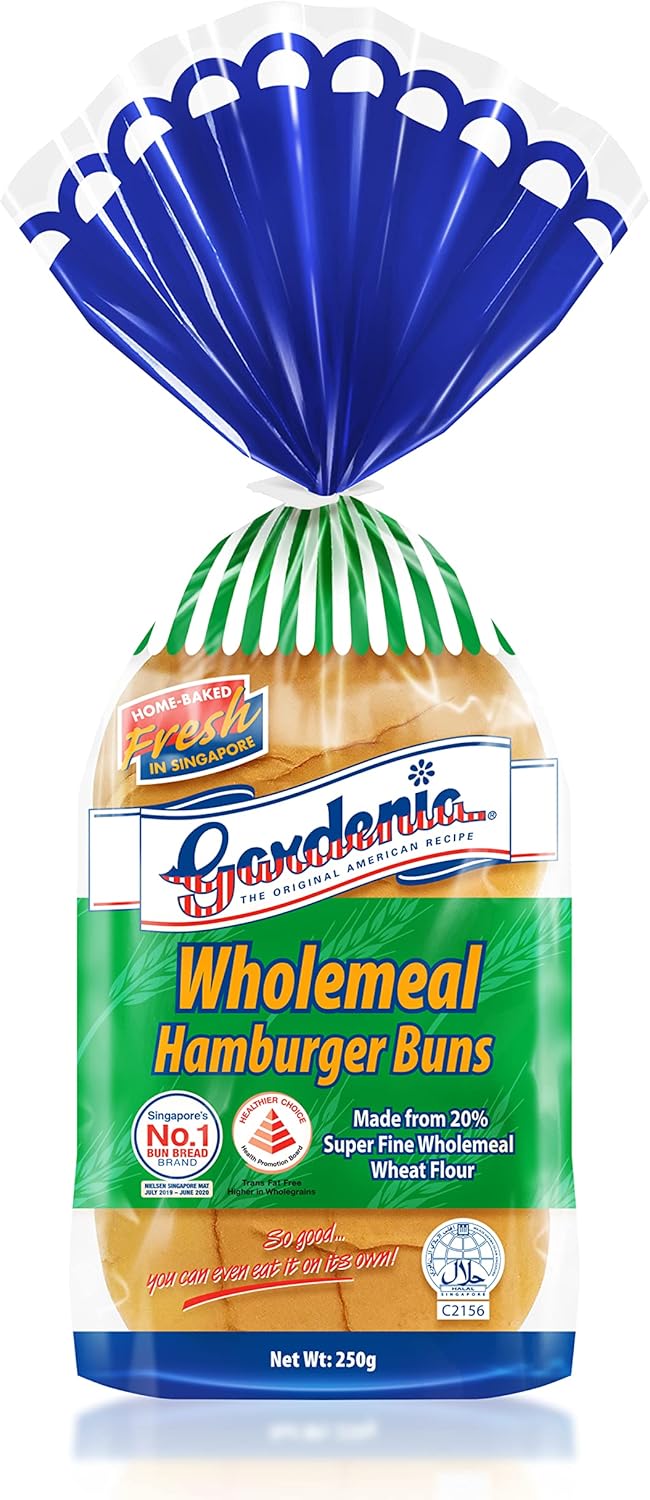 HOME-BAKED
Fresh
IN SINGAPORE
Gardenia®
THE ORIGINAL AMERICAN RECIPE
Wholemeal
Hamburger Buns
Singapore's
No.1
BUN BREAD
BRAND
NIELSEN SINGAPORE MAT
JULY 2019 – JUNE 2020
HEALTHIER CHOICE
Health Promotion Board
Trans Fat Free
Higher in Wholegrains
Made from 20%
Super Fine Wholemeal
Wheat Flour
So good...
you can even eat it on its own!
حلال
HALAL
SINGAPORE
C2156
Net Wt: 250g